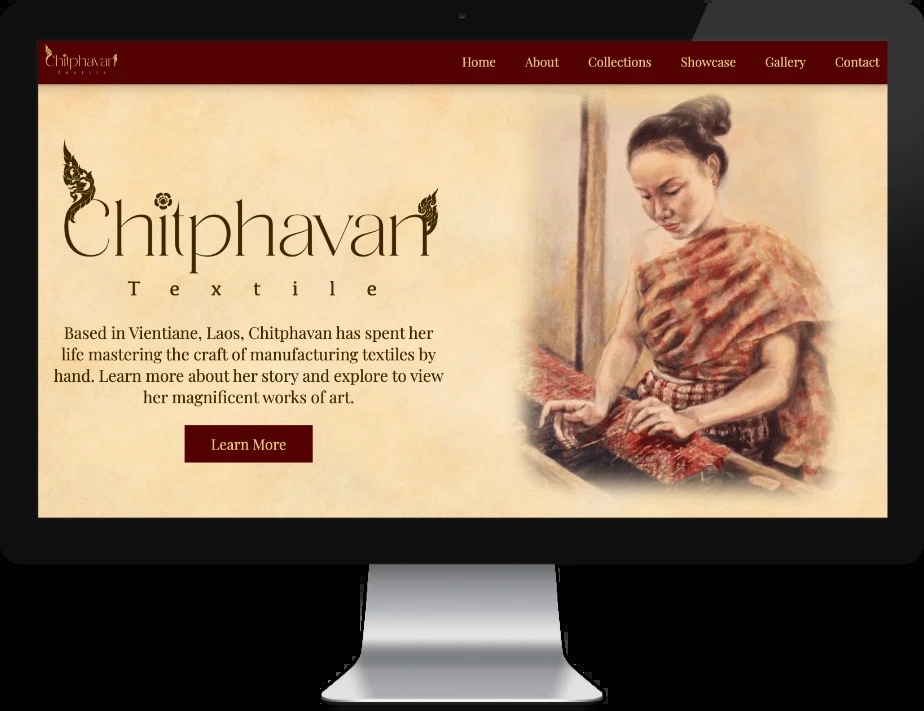 Chitphavan
Textile
Home About Collections Showcase Gallery Contact
Chitphavan
Textile
Based in Vientiane, Laos, Chitphavan has spent her
life mastering the craft of manufacturing textiles by
hand. Learn more about her story and explore to view
her magnificent works of art.
Learn More